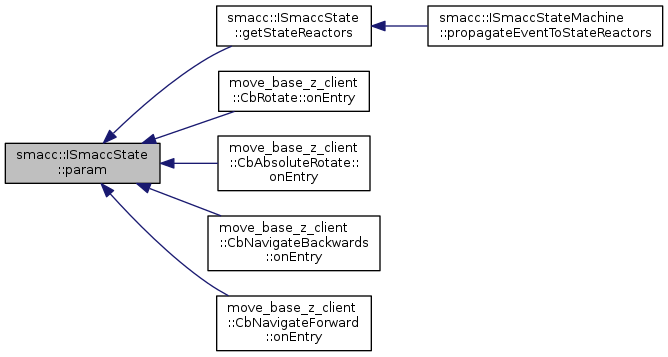 smacc::ISmaccState
::getStateReactors
smacc::ISmaccStateMachine
::propagateEventToStateReactors
move_base_z_client
::CbRotate::onEntry
smacc::ISmaccState
::param
move_base_z_client
::CbAbsoluteRotate::
onEntry
move_base_z_client
::CbNavigateBackwards
::onEntry
move_base_z_client
::CbNavigateForward
::onEntry